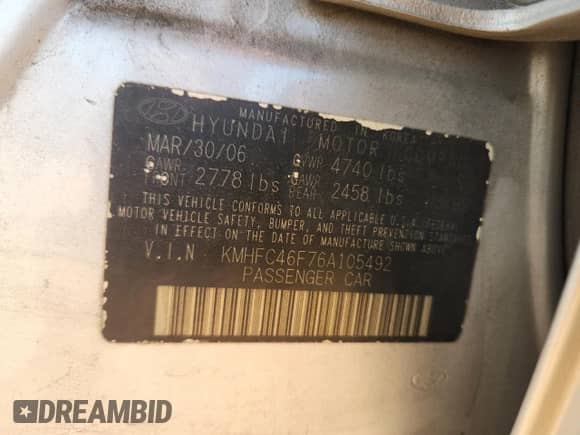 MANUFACTURED IN KOREA
HYUNDAI MOTOR
MAR/30/06 GVWR 4740 lbs
GAWR FRONT 2778 lbs GAWR REAR 2458 lbs
THIS VEHICLE CONFORMS TO ALL APPLICABLE U.S.A. FEDERAL
MOTOR VEHICLE SAFETY, BUMPER, AND THEFT PREVENTION STANDARDS
IN EFFECT ON THE DATE OF MANUFACTURE SHOWN ABOVE.
V.I.N KMHFC46F76A105492
PASSENGER CAR
DREAMBID